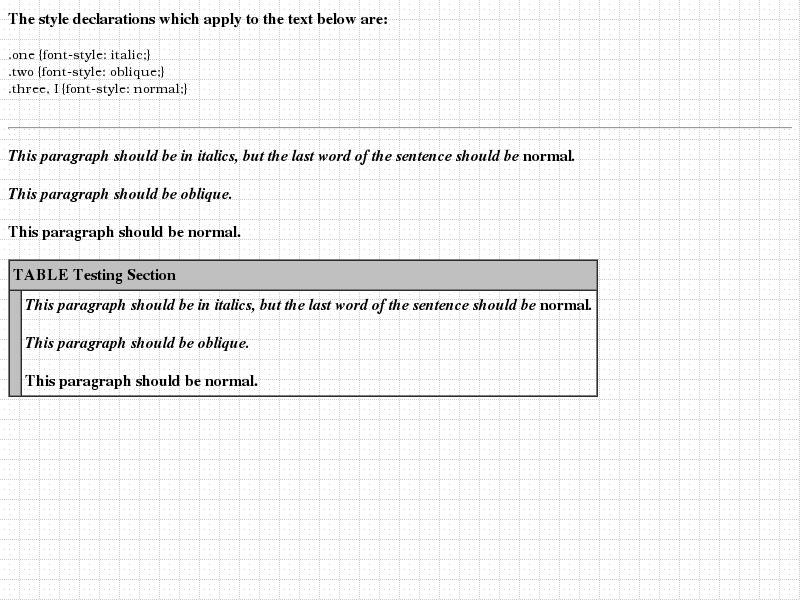 The style declarations which apply to the text below are:
.one {font-style: italic;}
.two {font-style: oblique;}
.three, I {font-style: normal;}
This paragraph should be in italics, but the last word of the sentence should be normal.
This paragraph should be oblique.
This paragraph should be normal.
TABLE Testing Section
This paragraph should be in italics, but the last word of the sentence should be normal.
This paragraph should be oblique.
This paragraph should be normal.